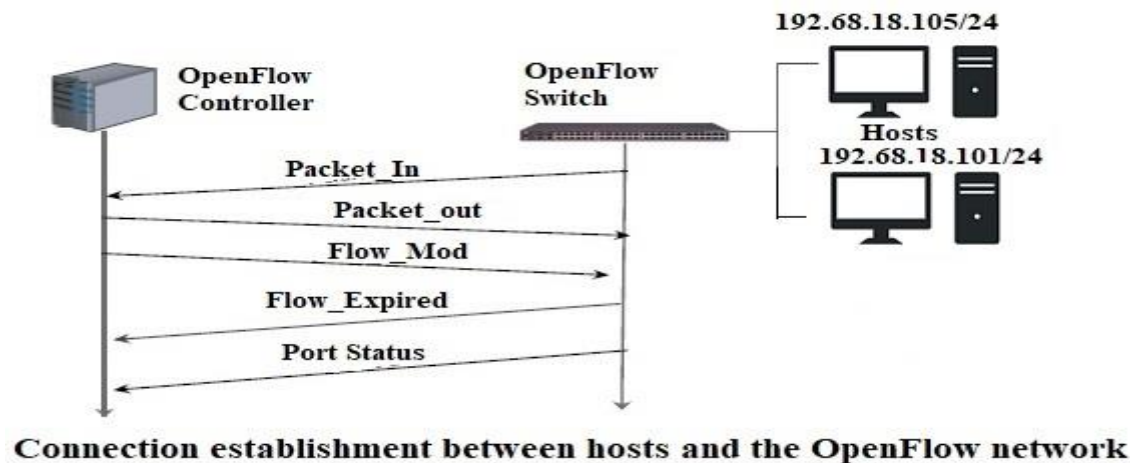 192.68.18.105/24
OpenFlow
Controller
OpenFlow
Switch
Hosts
192.68.18.101/24
Packet_In
Packet_out
Flow_Mod
Flow_Expired
Port Status
Connection establishment between hosts and the OpenFlow network